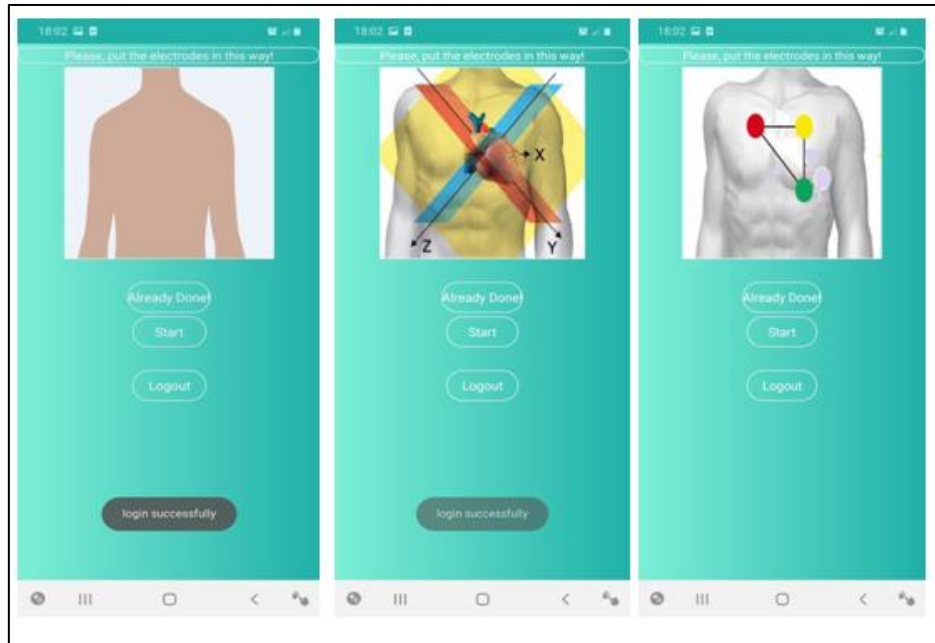 18:02
Please, put the electrodes in this way!
Already Done!
Start
Logout
login successfully
18:02
Please, put the electrodes in this way!
Y
X
Z
Y
Already Done!
Start
Logout
login successfully
18:02
Please, put the electrodes in this way!
Already Done!
Start
Logout